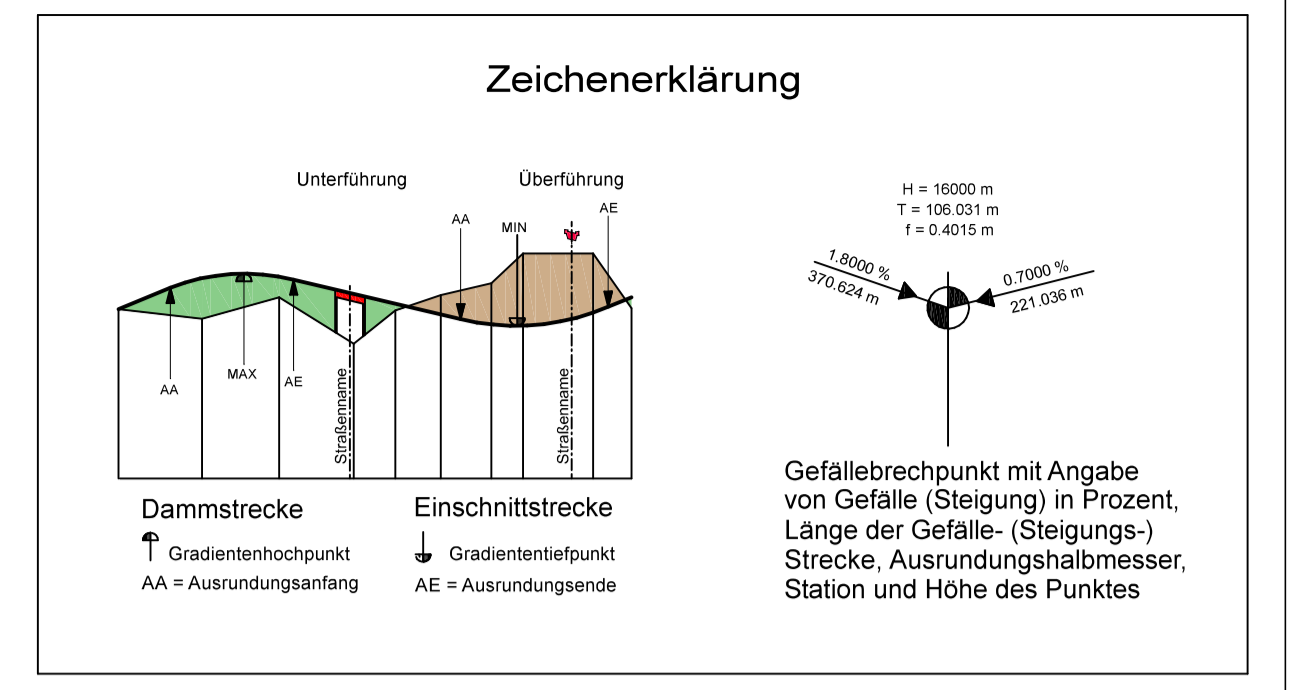 Zeichenerklärung
Unterführung
Überführung
AA
MIN
AE
AA
MAX
AE
Straßenname
Straßenname
Dammstrecke
Gradientenhochpunkt
AA = Ausrundungsanfang
Einschnittstrecke
Gradiententiefpunkt
AE = Ausrundungsende
H = 16000 m
T = 106.031 m
f = 0.4015 m
1.8000 %
370.624 m
0.7000 %
221.036 m
Gefällebrechpunkt mit Angabe
von Gefälle (Steigung) in Prozent,
Länge der Gefälle- (Steigungs-)
Strecke, Ausrundungshalbmesser,
Station und Höhe des Punktes